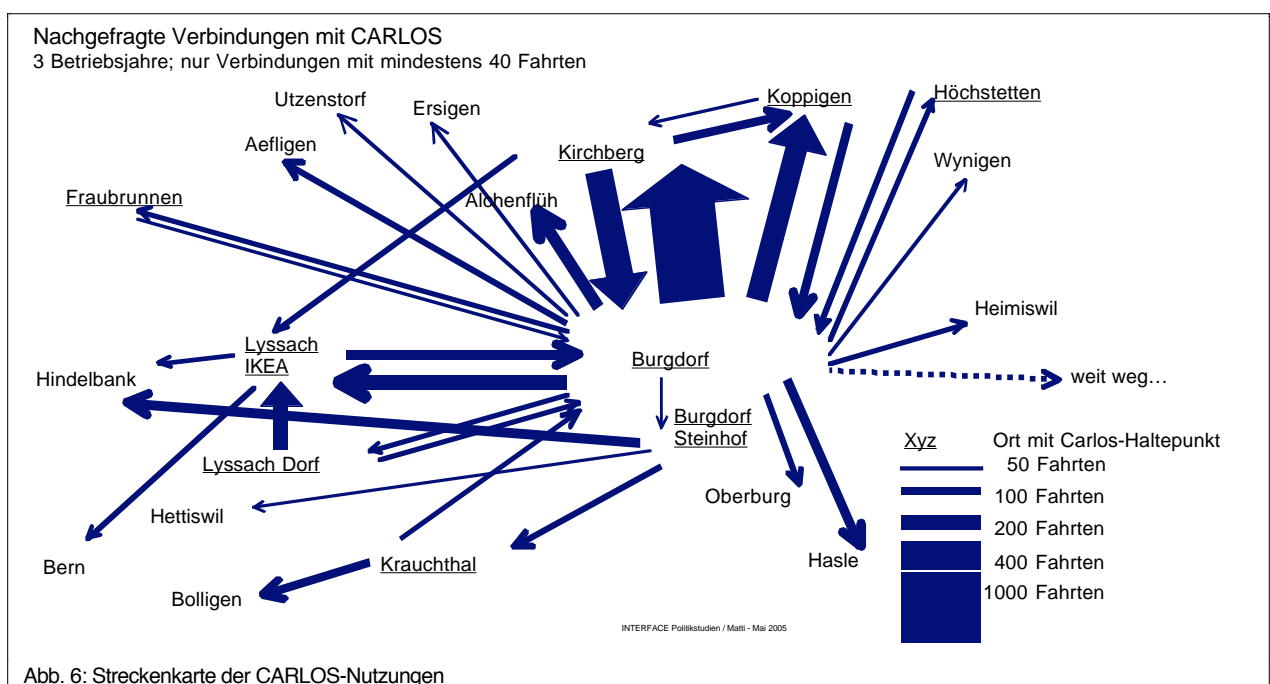 Nachgefragte Verbindungen mit CARLOS
3 Betriebsjahre; nur Verbindungen mit mindestens 40 Fahrten
Utzenstorf
Ersigen
Köppigen
Höchstetten
Aefligen
Kirchberg
Wynigen
Fraubrunnen
Alchenflüh
Heimiswil
Lyssach
IKEA
Burgdorf
Hindelbank
weit weg…
Burgdorf
Steinhof
Lyssach Dorf
Xyz Ort mit Carlos-Haltepunkt
50 Fahrten
100 Fahrten
200 Fahrten
400 Fahrten
1000 Fahrten
Oberburg
Hettiswil
Hasle
Bern
Krauchthal
Bolligen
INTERFACE Politikstudien / Matti - Mai 2005
Abb. 6: Streckenkarte der CARLOS-Nutzungen